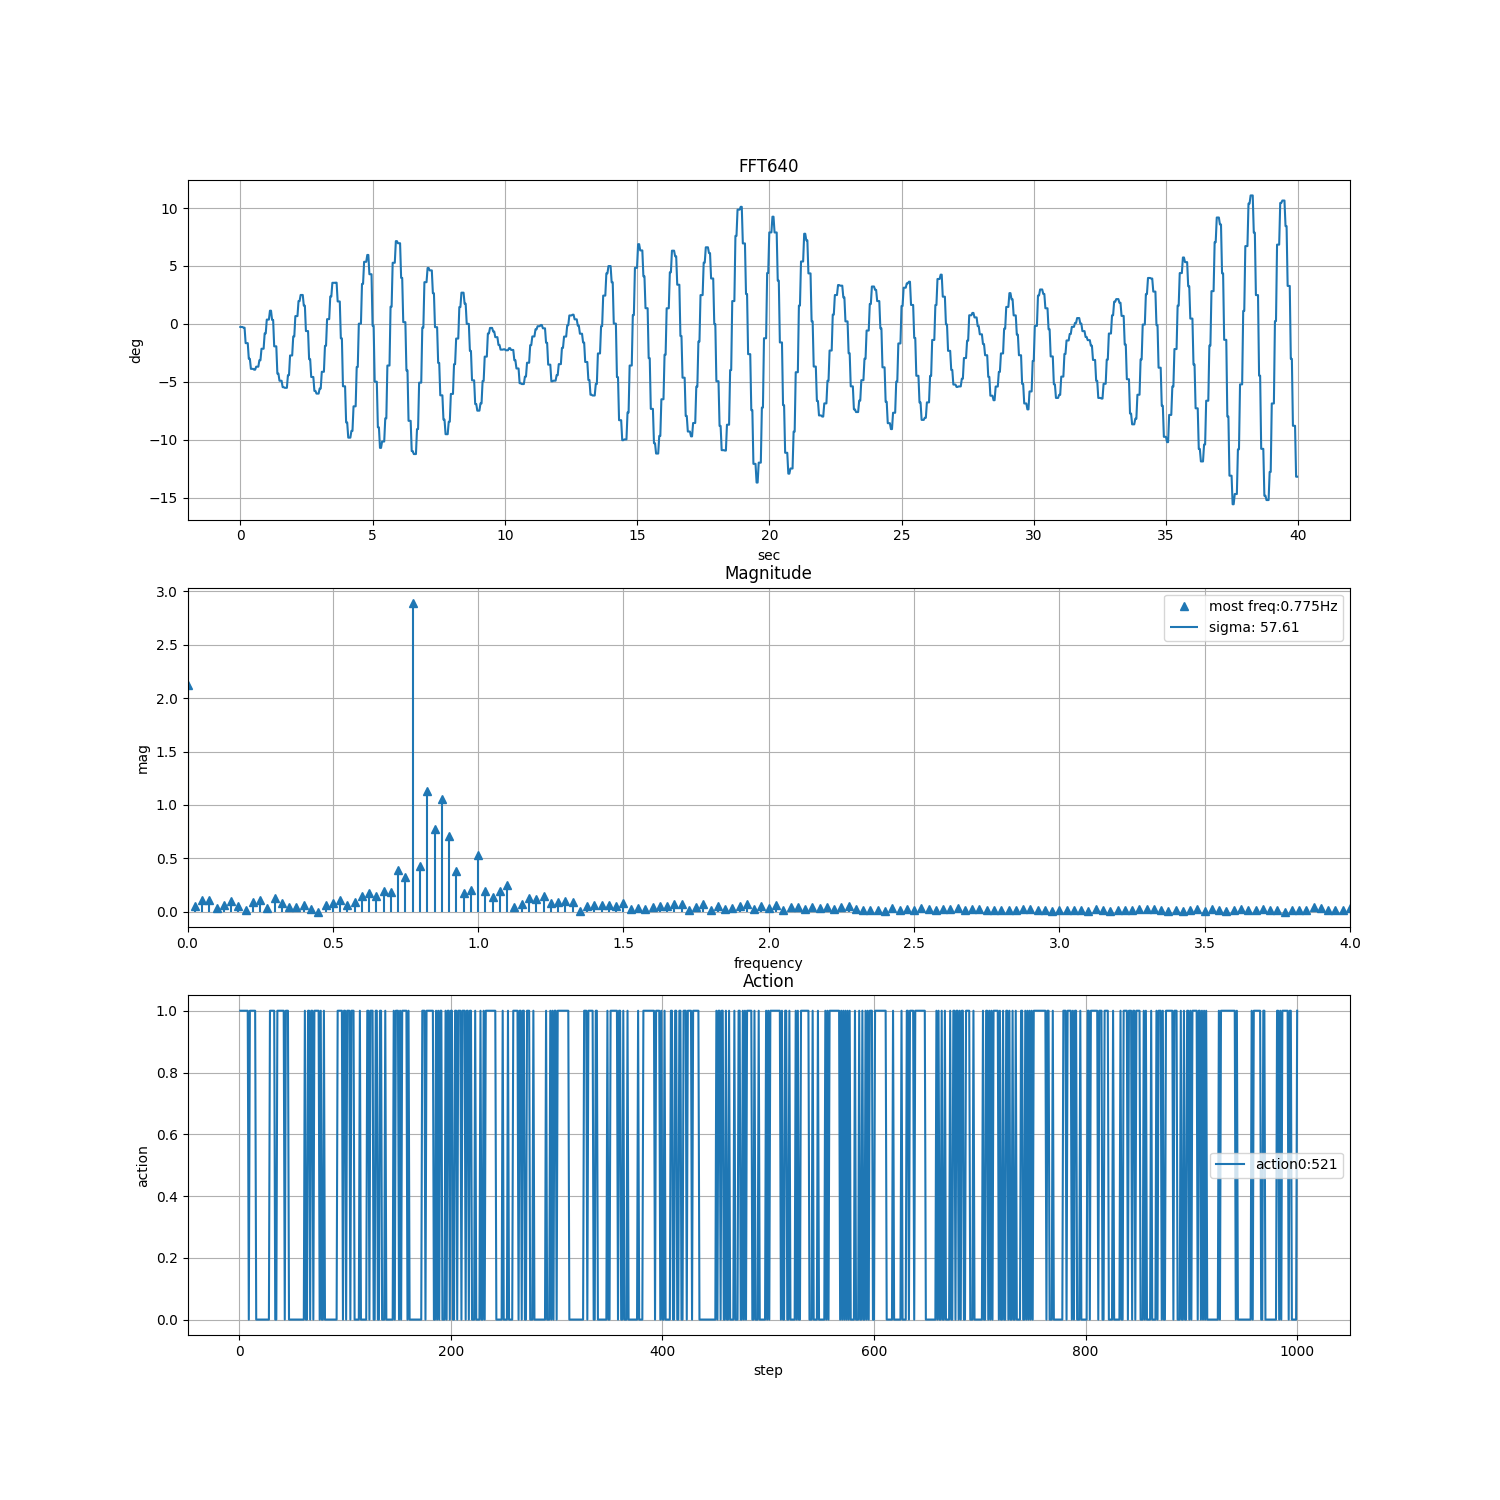 FFT640
10
5
0
−5
−10
−15
deg
0 5 10 15 20 25 30 35 40
sec
Magnitude
3.0
2.5
2.0
1.5
1.0
0.5
0.0
mag
most freq:0.775Hz
sigma: 57.61
0.0 0.5 1.0 1.5 2.0 2.5 3.0 3.5 4.0
frequency
Action
1.0
0.8
0.6
0.4
0.2
0.0
action
action0:521
0 200 400 600 800 1000
step